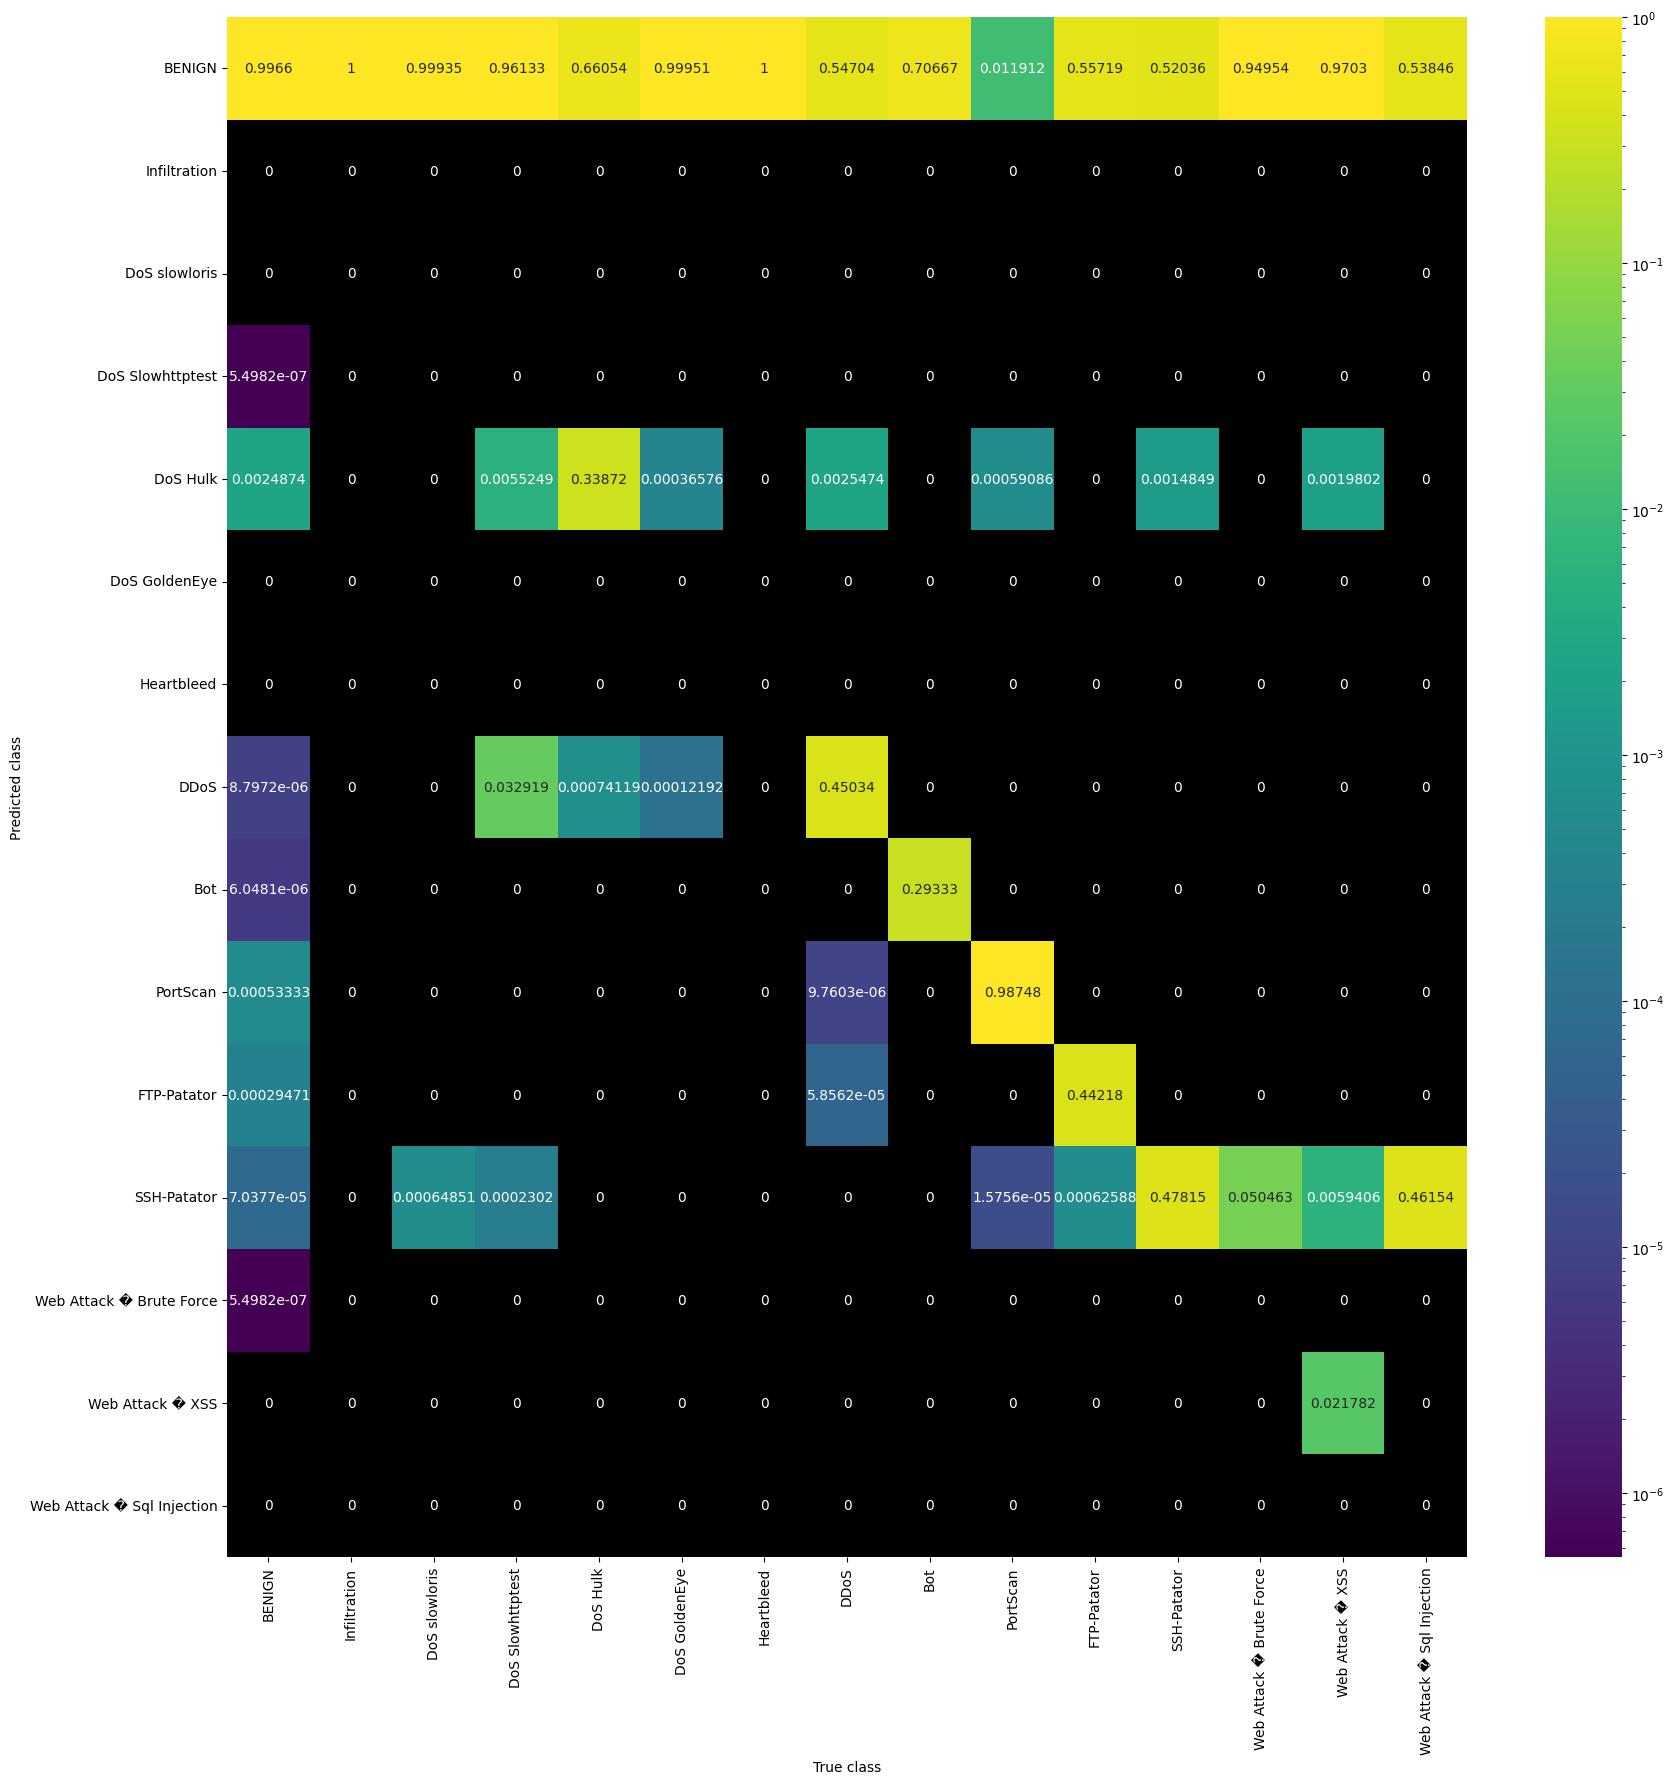 BENIGN 0.9966 1 0.99935 0.96133 0.66054 0.99951 1 0.54704 0.70667 0.011912 0.55719 0.52036 0.94954 0.9703 0.53846
Infiltration 0 0 0 0 0 0 0 0 0 0 0 0 0 0 0
DoS slowloris 0 0 0 0 0 0 0 0 0 0 0 0 0 0 0
DoS Slowhttptest 5.4982e-07 0 0 0 0 0 0 0 0 0 0 0 0 0 0
DoS Hulk 0.0024874 0 0 0.0055249 0.33872 0.00036576 0 0.0025474 0 0.00059086 0 0.0014849 0 0.0019802 0
DoS GoldenEye 0 0 0 0 0 0 0 0 0 0 0 0 0 0 0
Heartbleed 0 0 0 0 0 0 0 0 0 0 0 0 0 0 0
DDoS 8.7972e-06 0 0 0.032919 0.00074119 0.00012192 0 0.45034 0 0 0 0 0 0 0
Bot 6.0481e-06 0 0 0 0 0 0 0 0.29333 0 0 0 0 0 0
PortScan 0.00053333 0 0 0 0 0 0 9.7603e-06 0 0.98748 0 0 0 0 0
FTP-Patator 0.00029471 0 0 0 0 0 0 5.8562e-05 0 0 0.44218 0 0 0 0
SSH-Patator 7.0377e-05 0 0.00064851 0.0002302 0 0 0 0 0 1.5756e-05 0.00062588 0.47815 0.050463 0.0059406 0.46154
Web Attack � Brute Force 5.4982e-07 0 0 0 0 0 0 0 0 0 0 0 0 0 0
Web Attack � XSS 0 0 0 0 0 0 0 0 0 0 0 0 0 0.021782 0
Web Attack � Sql Injection 0 0 0 0 0 0 0 0 0 0 0 0 0 0 0
Predicted class
BENIGN
Infiltration
DoS slowloris
DoS Slowhttptest
DoS Hulk
DoS GoldenEye
Heartbleed
DDoS
Bot
PortScan
FTP-Patator
SSH-Patator
Web Attack � Brute Force
Web Attack � XSS
Web Attack � Sql Injection
True class
10⁰
10⁻¹
10⁻²
10⁻³
10⁻⁴
10⁻⁵
10⁻⁶